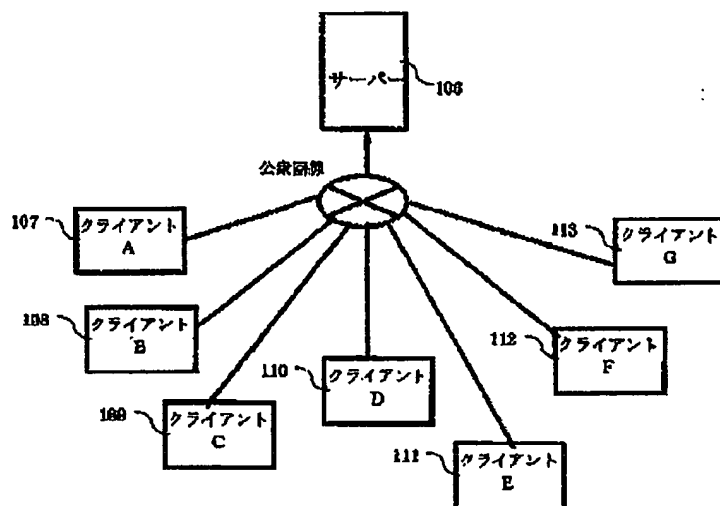 サーバー
106
公衆回線
107
クライアント
A
113
クライアント
G
108
クライアント
B
112
クライアント
F
110
クライアント
D
109
クライアント
C
111
クライアント
E